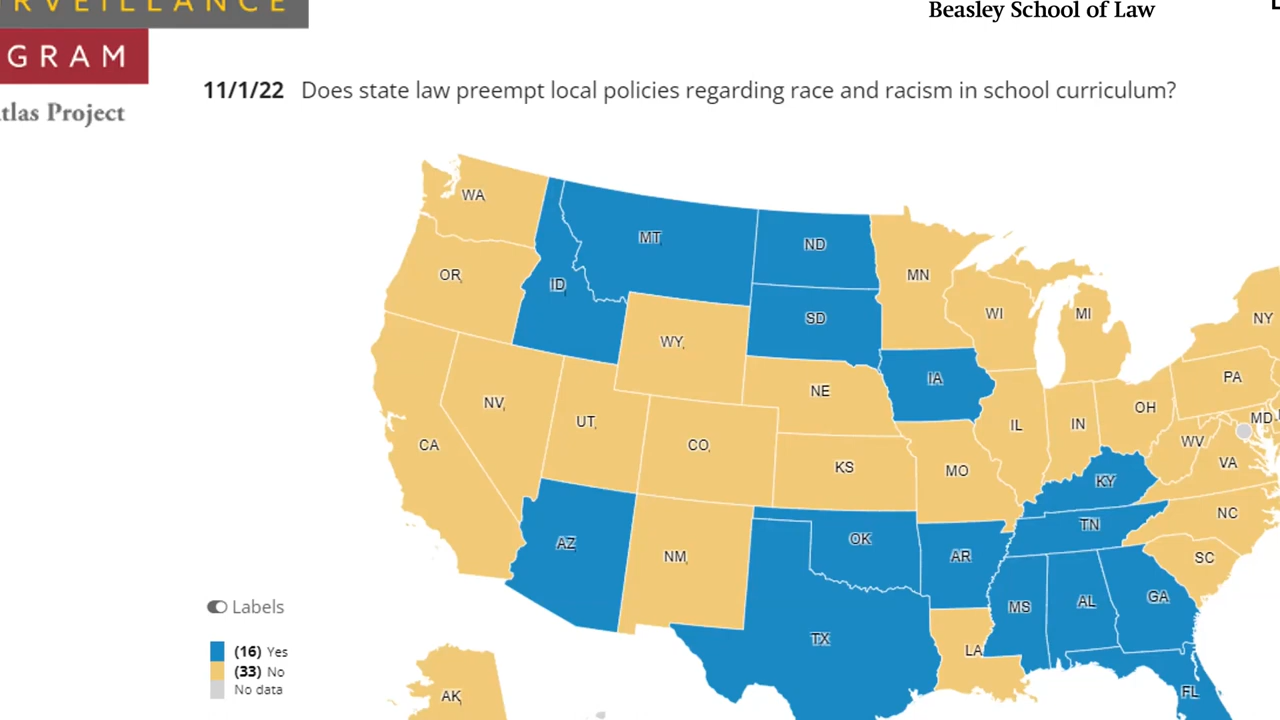 RVEILLANCE
Beasley School of Law
GRAM
11/1/22 Does state law preempt local policies regarding race and racism in school curriculum?
tlas Project
WA
MT
ND
OR
ID
MN
SD
WI
MI
NY
WY
IA
PA
NE
NV
UT
OH
MD
CA
CO
IL
IN
WV
KS
MO
VA
KY
NC
AZ
TN
OK
NM
AR
SC
MS
AL
GA
Labels
TX
LA
(16) Yes
(33) No
No data
AK
FL